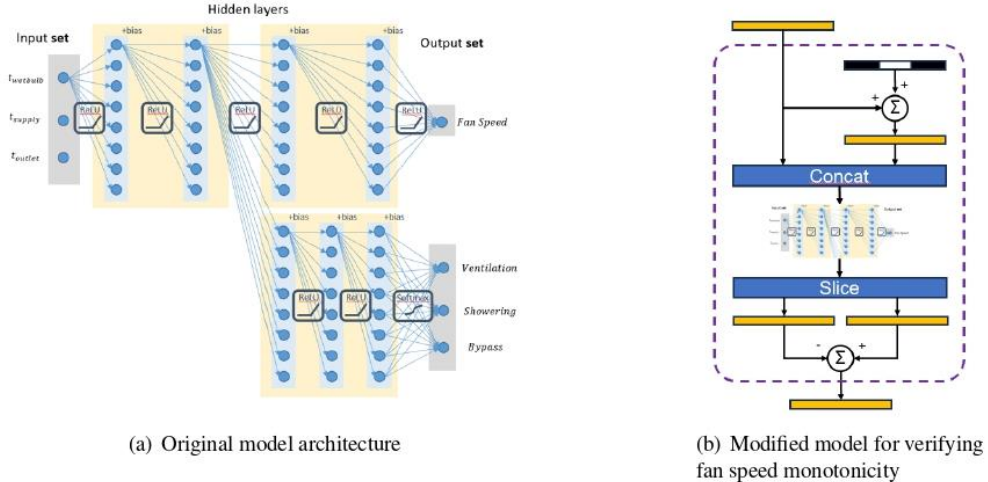 Hidden layers
Input set
+bias
+bias
+bias
+bias
Output set
t_wetbulb
t_supply
t_outlet
ReLU
ReLU
ReLU
ReLU
ReLU
Fan Speed
+bias
+bias
+bias
ReLU
ReLU
Softmax
Ventilation
Showering
Bypass
(a) Original model architecture
+
+
Σ
Concat
Slice
-
+
Σ
(b) Modified model for verifying
fan speed monotonicity